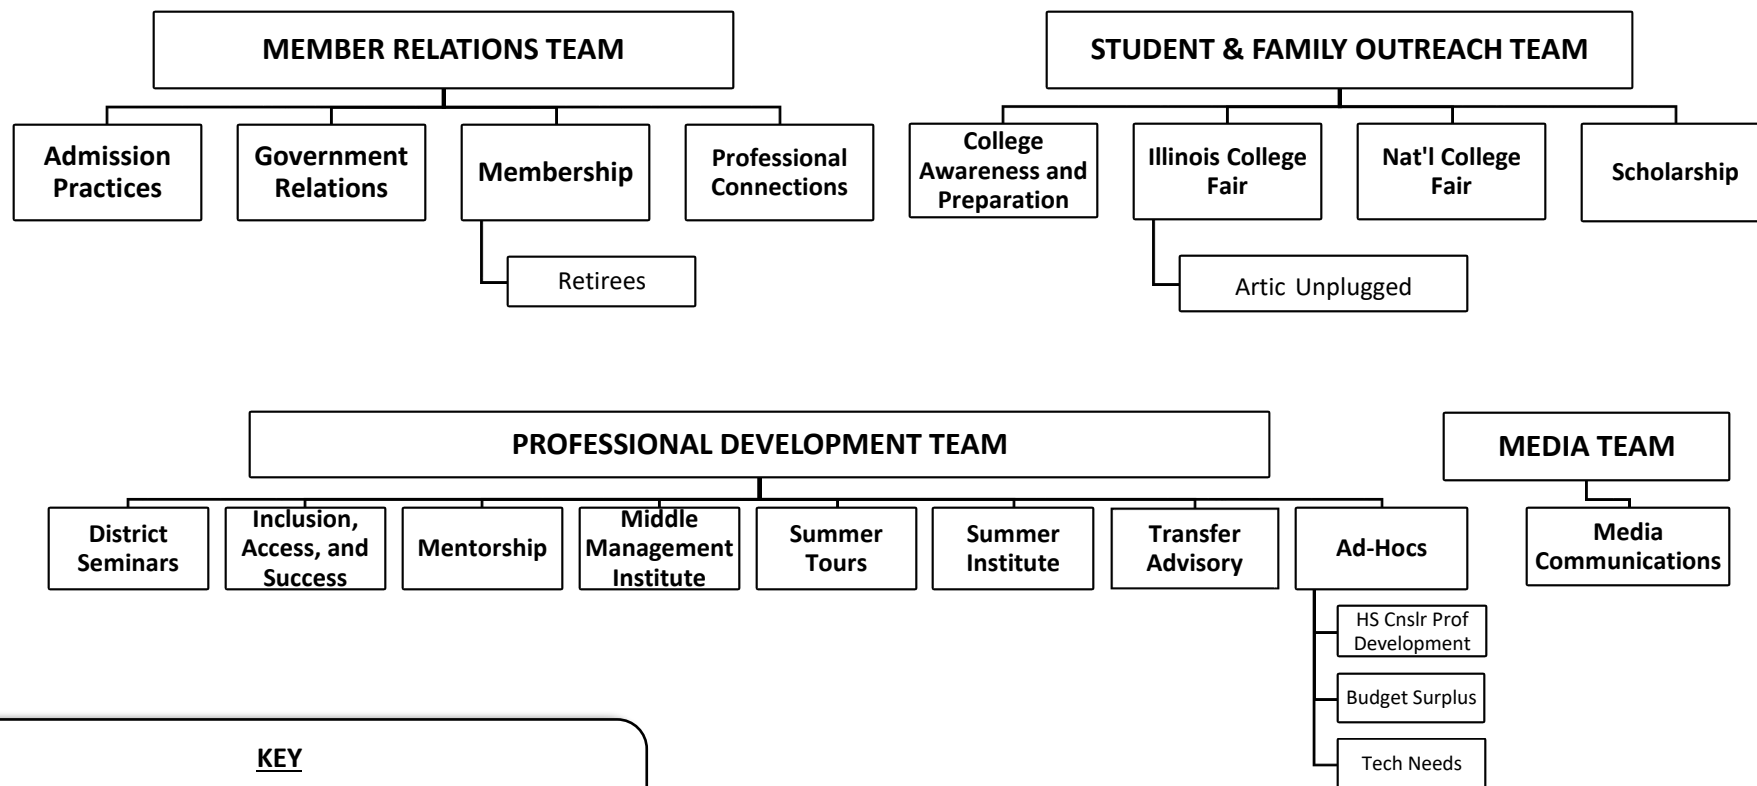 MEMBER RELATIONS TEAM
Admission
Practices
Government
Relations
Membership
Professional
Connections
Retirees
STUDENT & FAMILY OUTREACH TEAM
College
Awareness and
Preparation
Illinois College
Fair
Nat'l College
Fair
Scholarship
Artic Unplugged
PROFESSIONAL DEVELOPMENT TEAM
District
Seminars
Inclusion,
Access, and
Success
Mentorship
Middle
Management
Institute
Summer
Tours
Summer
Institute
Transfer
Advisory
Ad-Hocs
HS Cnslr Prof
Development
Budget Surplus
Tech Needs
MEDIA TEAM
Media
Communications
KEY